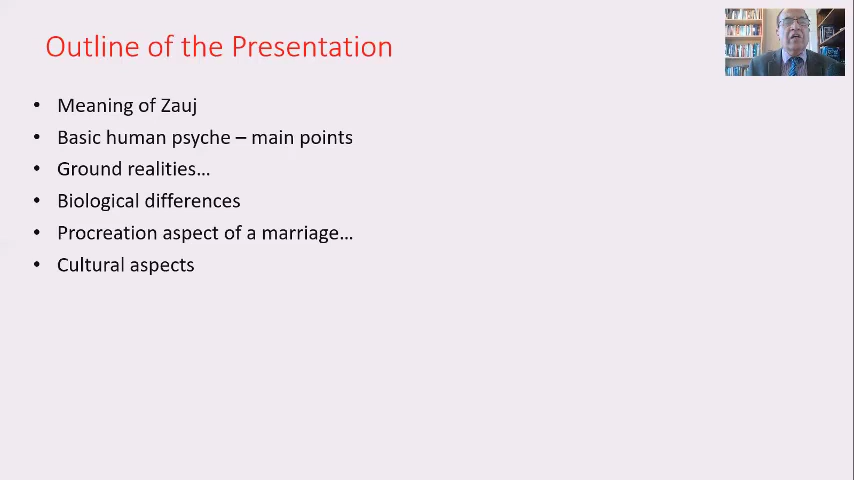 Outline of the Presentation
• Meaning of Zauj
• Basic human psyche – main points
• Ground realities…
• Biological differences
• Procreation aspect of a marriage…
• Cultural aspects